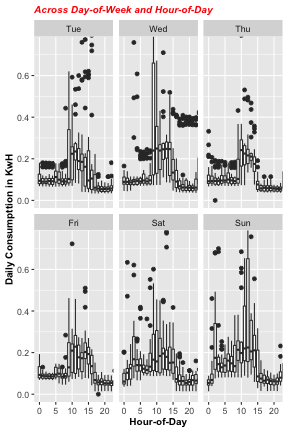 Across Day-of-Week and Hour-of-Day
Tue Wed Thu
0.6
0.4
0.2
0.0
Fri Sat Sun
0.6
0.4
0.2
0.0
0 5 10 15 20 0 5 10 15 20 0 5 10 15 20
Hour-of-Day
Daily Consumption in KwH